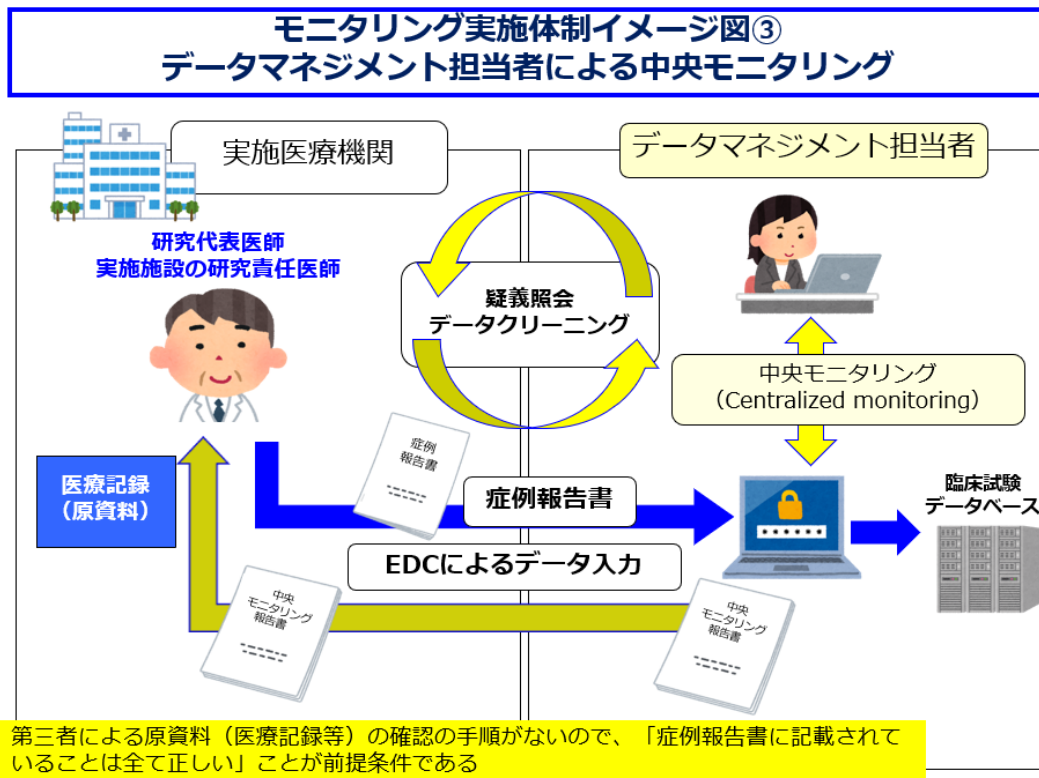 モニタリング実施体制イメージ図③
データマネジメント担当者による中央モニタリング
実施医療機関
データマネジメント担当者
研究代表医師
実施施設の研究責任医師
疑義照会
データクリーニング
中央モニタリング
（Centralized monitoring）
症例
報告書
医療記録
（原資料）
症例報告書
臨床試験
データベース
EDCによるデータ入力
中央
モニタリング
報告書
中央
モニタリング
報告書
第三者による原資料（医療記録等）の確認の手順がないので、「症例報告書に記載されて
いることは全て正しい」ことが前提条件である